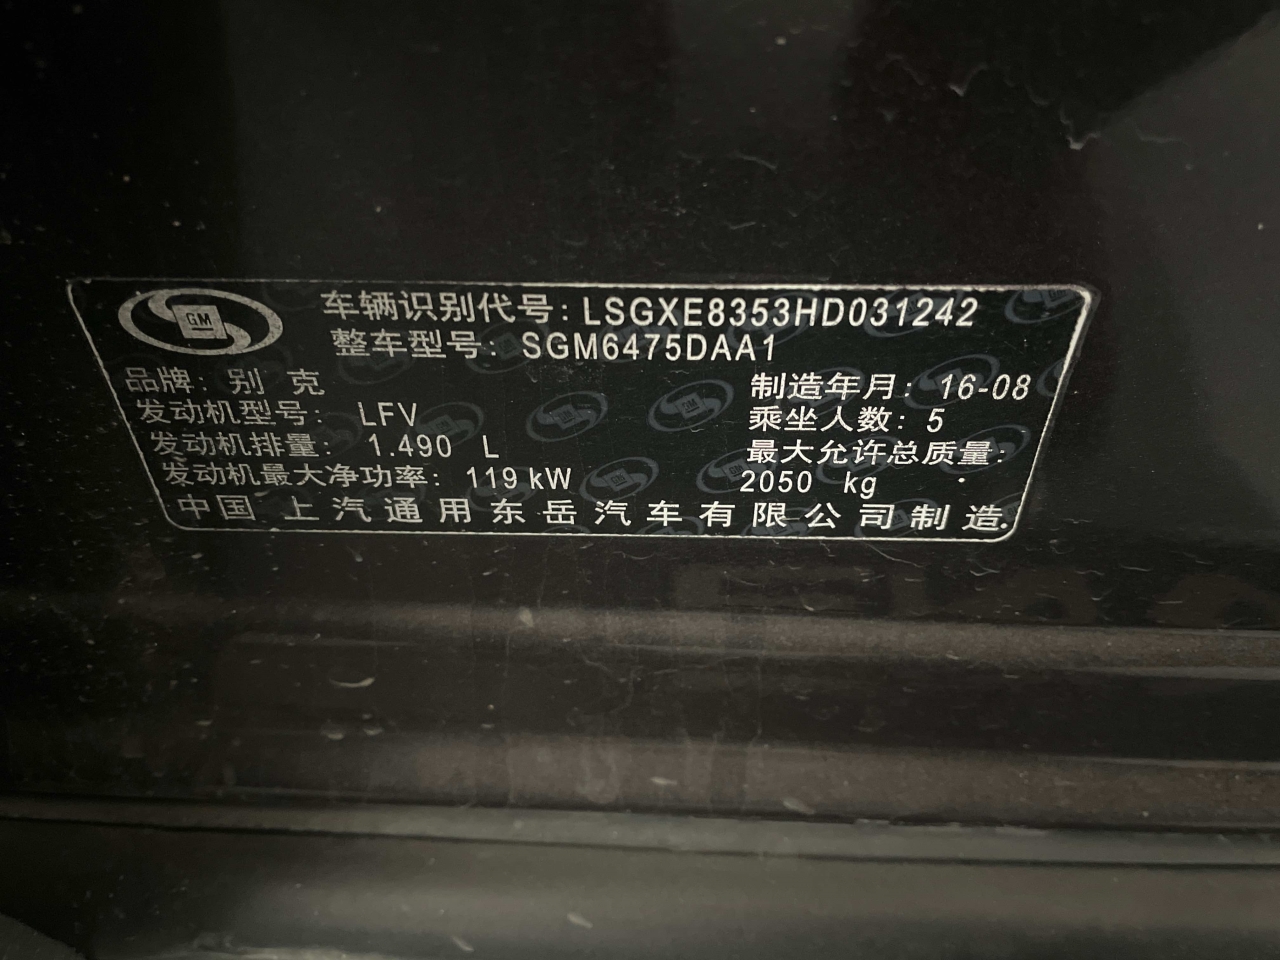 GM
车辆识别代号: LSGXE8353HD031242
整车型号: SGM6475DAA1
品牌: 别 克
制造年月: 16-08
发动机型号: LFV
乘坐人数: 5
发动机排量: 1.490 L
最大允许总质量:
发动机最大净功率: 119 kW
2050 kg
中国 上汽通用东岳汽车有限公司制造